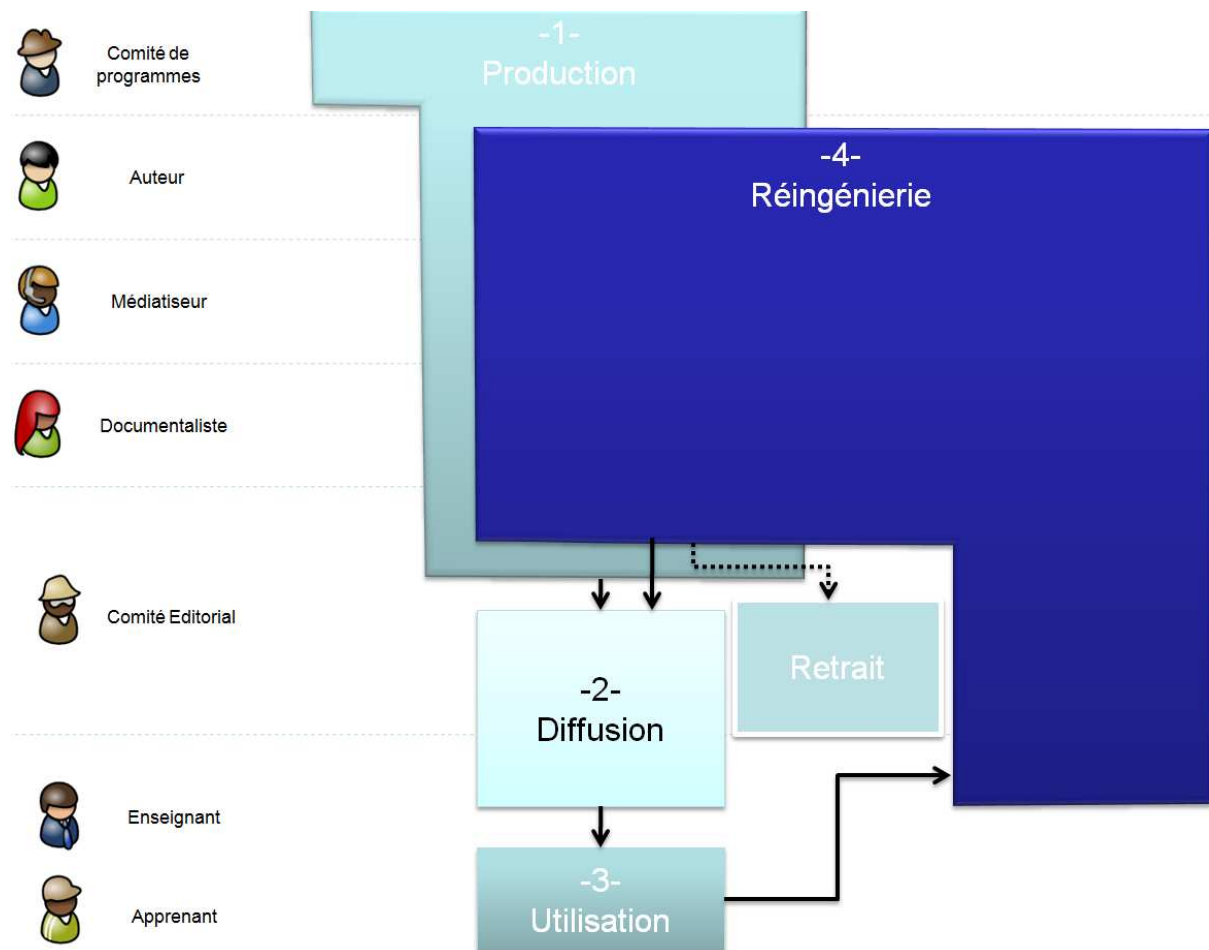 Comité de
programmes
-1-
Production
Auteur
-4-
Réingénierie
Médiatiseur
Documentaliste
Comité Editorial
-2-
Diffusion
Retrait
Enseignant
-3-
Utilisation
Apprenant